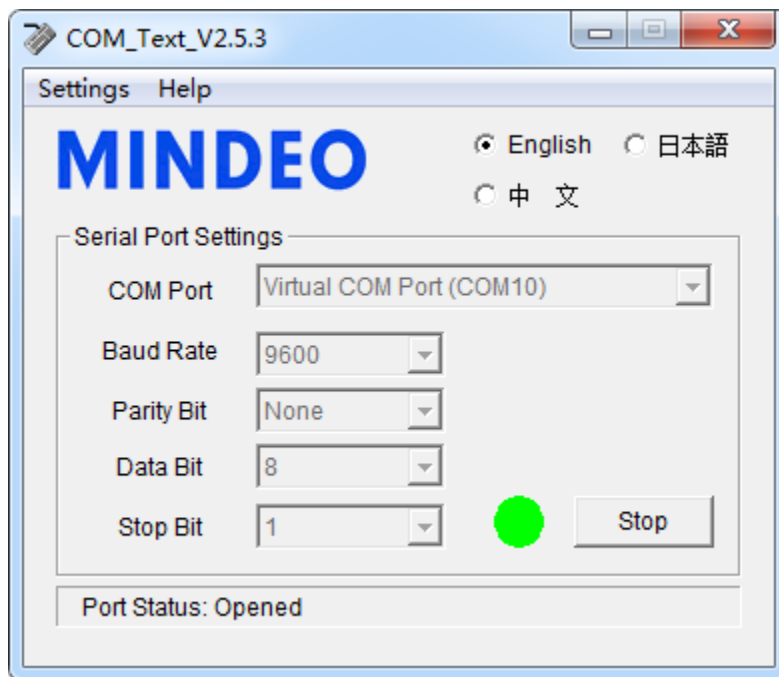 COM_Text_V2.5.3
Settings Help
MINDEO
English 日本語
中 文
Serial Port Settings
COM Port Virtual COM Port (COM10)
Baud Rate 9600
Parity Bit None
Data Bit 8
Stop Bit 1 Stop
Port Status: Opened